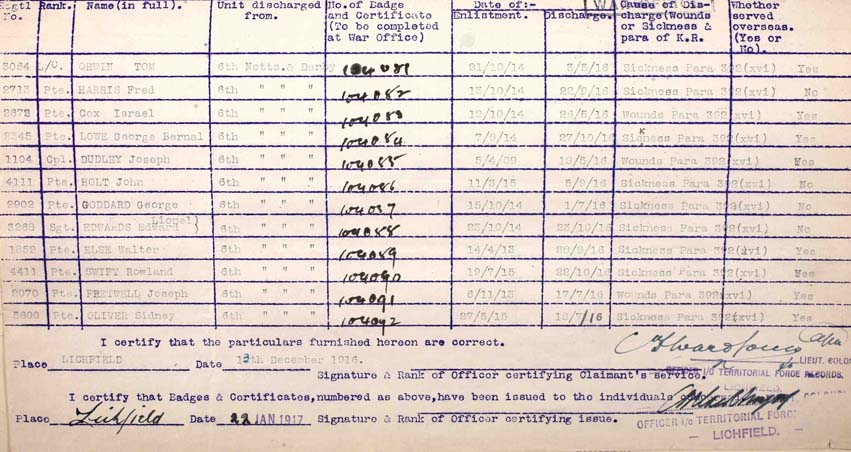 Regtl No. Rank. Name(in full). Unit discharged from. No.of Badge and Certificate (To be completed at War Office) Date of:- Enlistment. Discharge. Cause of Discharge(Wounds or Sickness & para of K.R. Whether served overseas. (Yes or No).
3064 L/C. ORWIN TOM 6th Notts.& Derby 104081 21/10/14 3/5/16 Sickness Para 392(xvi) Yes
2713 Pte. HARRIS Fred 6th " " " 104082 13/10/14 22/9/16 Sickness Para 392(xvi) No
2672 Pte. Cox Israel 6th " " " 104083 12/10/14 26/5/16 Wounds Para 392(xvi) Yes
2345 Pte. LOWE George Bernal 6th " " " 104084 7/9/14 27/10/16 Sickness Para 392(xvi) Yes
1104 Cpl. DUDLEY Joseph 6th " " " 104085 5/4/09 18/5/16 Wounds Para 392(xvi) Yes
4111 Pte. HOLT John 6th " " " 104086 11/3/15 5/9/16 Sickness Para 392(xvi) No
2902 Pte. GODDARD George 6th " " " 104087 15/10/14 1/7/16 Sickness Para 392(xvi) No
3268 Sgt. EDWARDS Edward Lionel) 6th " " " 104088 23/10/14 23/10/16 Sickness Para 392(xvi) No
1852 Pte. ELSE Walter 6th " " " 104089 14/4/13 28/9/16 Sickness Para 392(xvi) Yes
4411 Pte. SWIFT Rowland 6th " " " 104090 19/7/15 22/10/16 Sickness Para 392(xvi) Yes
2070 Pte. FRETWELL Joseph 6th " " " 104091 6/11/13 17/7/16 Wounds Para 392(xvi) Yes
5600 Pte. OLIVER Sidney 6th " " " 104092 27/5/15 18/7/16 Sickness Para 392(xvi) Yes
I certify that the particulars furnished hereon are correct.
Place LICHFIELD Date 13th December 1916.
Signature & Rank of Officer certifying Claimant's service.
LIEUT. COLON
OFFICER I/C TERRITORIAL FORCE RECORDS.
LICHFIELD.
I certify that Badges & Certificates,numbered as above,have been issued to the individuals
Place Lichfield Date 22 JAN 1917 Signature & Rank of Officer certifying issue.
OFFICER I/c TERRITORIAL FORCE
- LICHFIELD. -